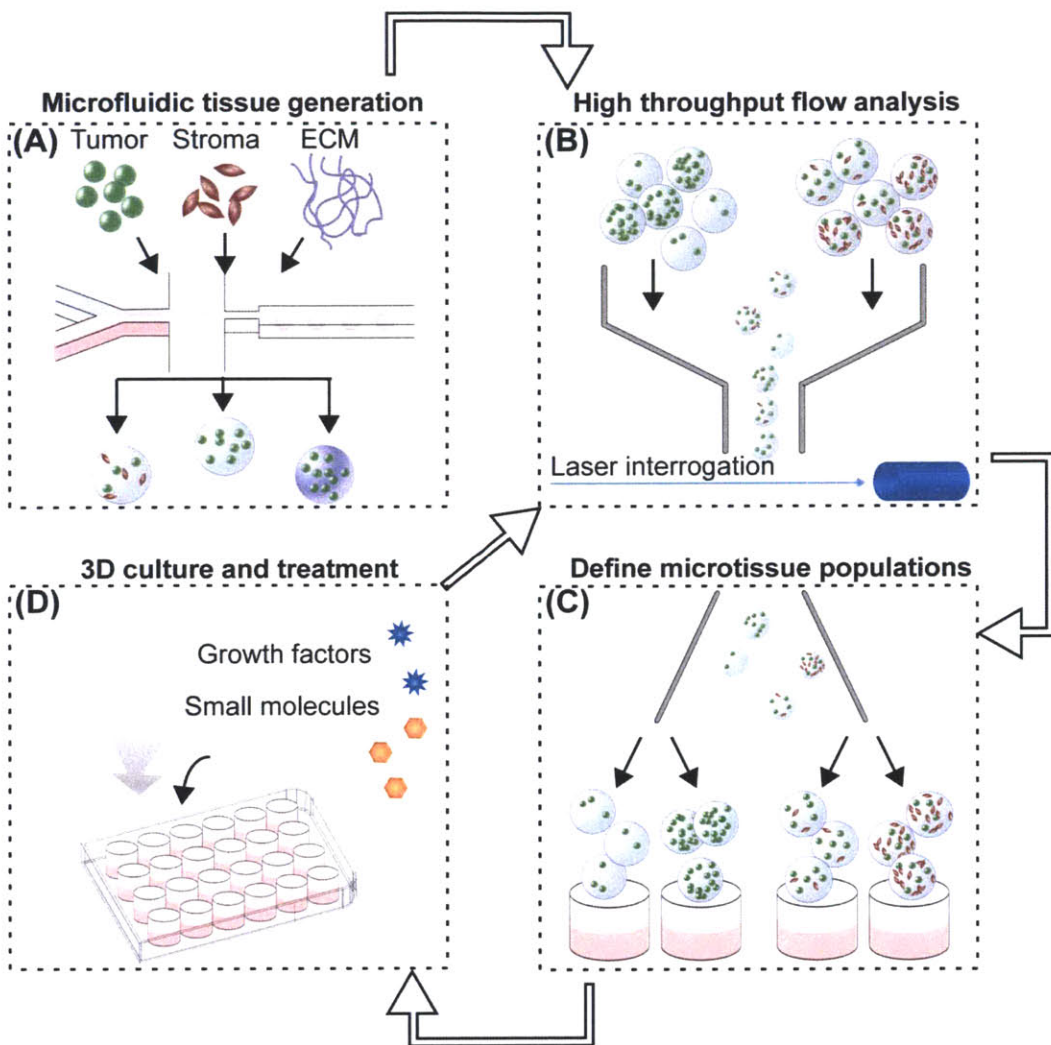 Microfluidic tissue generation
(A)
Tumor Stroma ECM
High throughput flow analysis
(B)
Laser interrogation
3D culture and treatment
(D)
Growth factors
Small molecules
Define microtissue populations
(C)